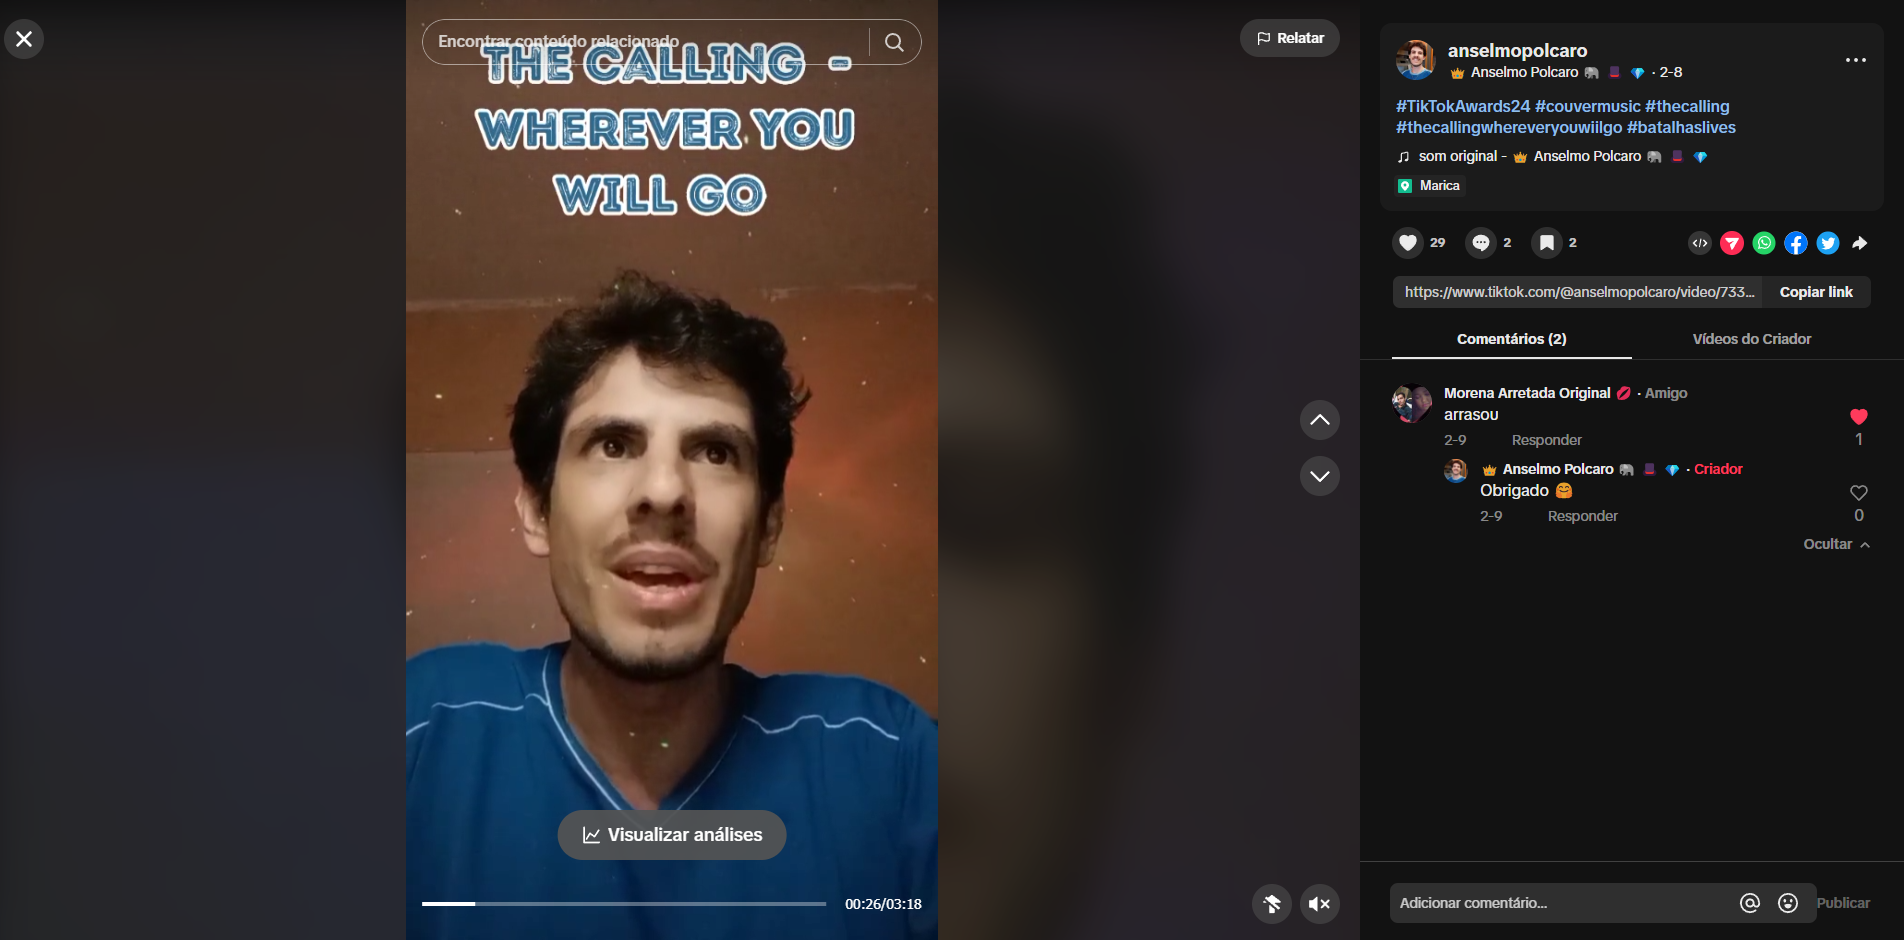 Encontrar conteúdo relacionado
THE CALLING -
WHEREVER YOU
WILL GO
Relatar
Visualizar análises
00:26/03:18
anselmopolcaro
👑 Anselmo Polcaro 🐘 🎩 💎 · 2-8
#TikTokAwards24 #couvermusic #thecalling
#thecallingwhereveryouwiilgo #batalhaslives
som original - 👑 Anselmo Polcaro 🐘 🎩 💎
Marica
29
2
2
https://www.tiktok.com/@anselmopolcaro/video/733...
Copiar link
Comentários (2)
Vídeos do Criador
Morena Arretada Original 💋 · Amigo
arrasou
2-9 Responder
1
👑 Anselmo Polcaro 🐘 🎩 💎 · Criador
Obrigado 🤗
2-9 Responder
0
Ocultar
Adicionar comentário...
Publicar